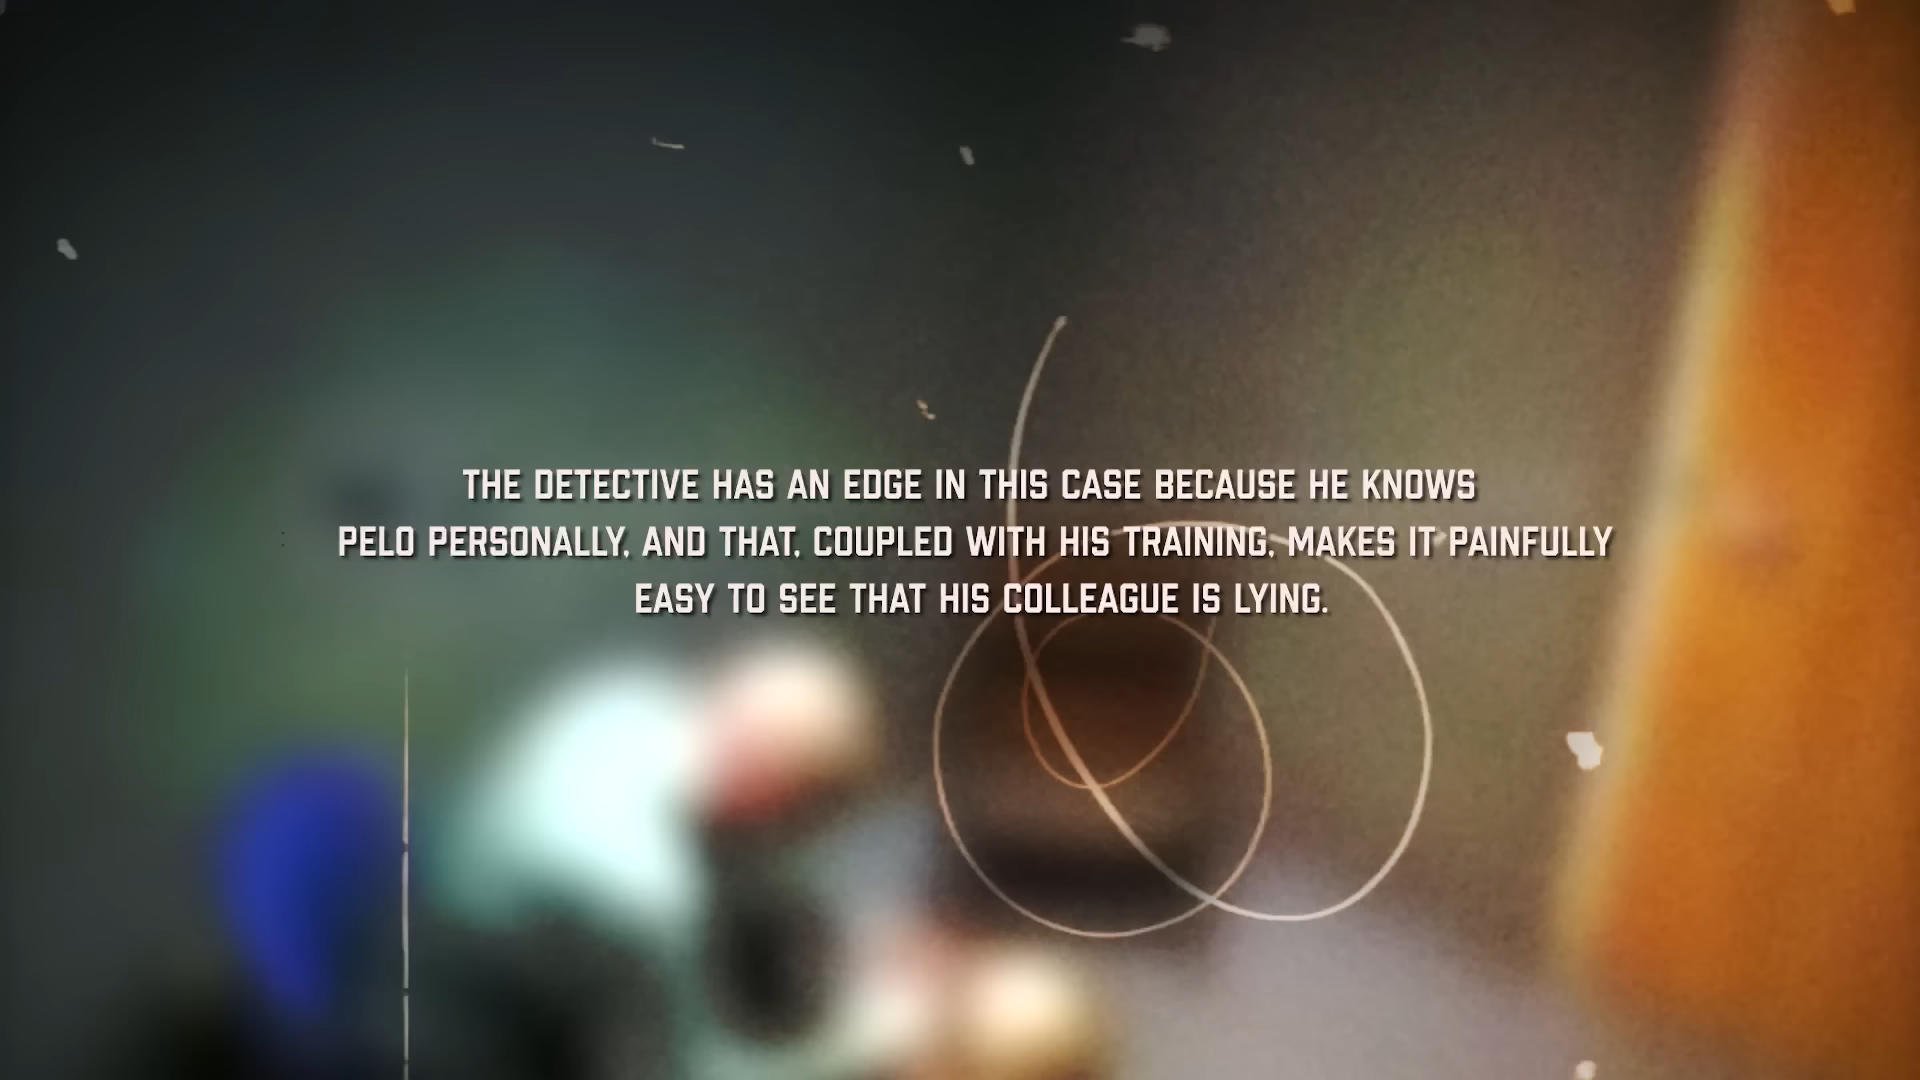 THE DETECTIVE HAS AN EDGE IN THIS CASE BECAUSE HE KNOWS
PELO PERSONALLY, AND THAT, COUPLED WITH HIS TRAINING, MAKES IT PAINFULLY
EASY TO SEE THAT HIS COLLEAGUE IS LYING.